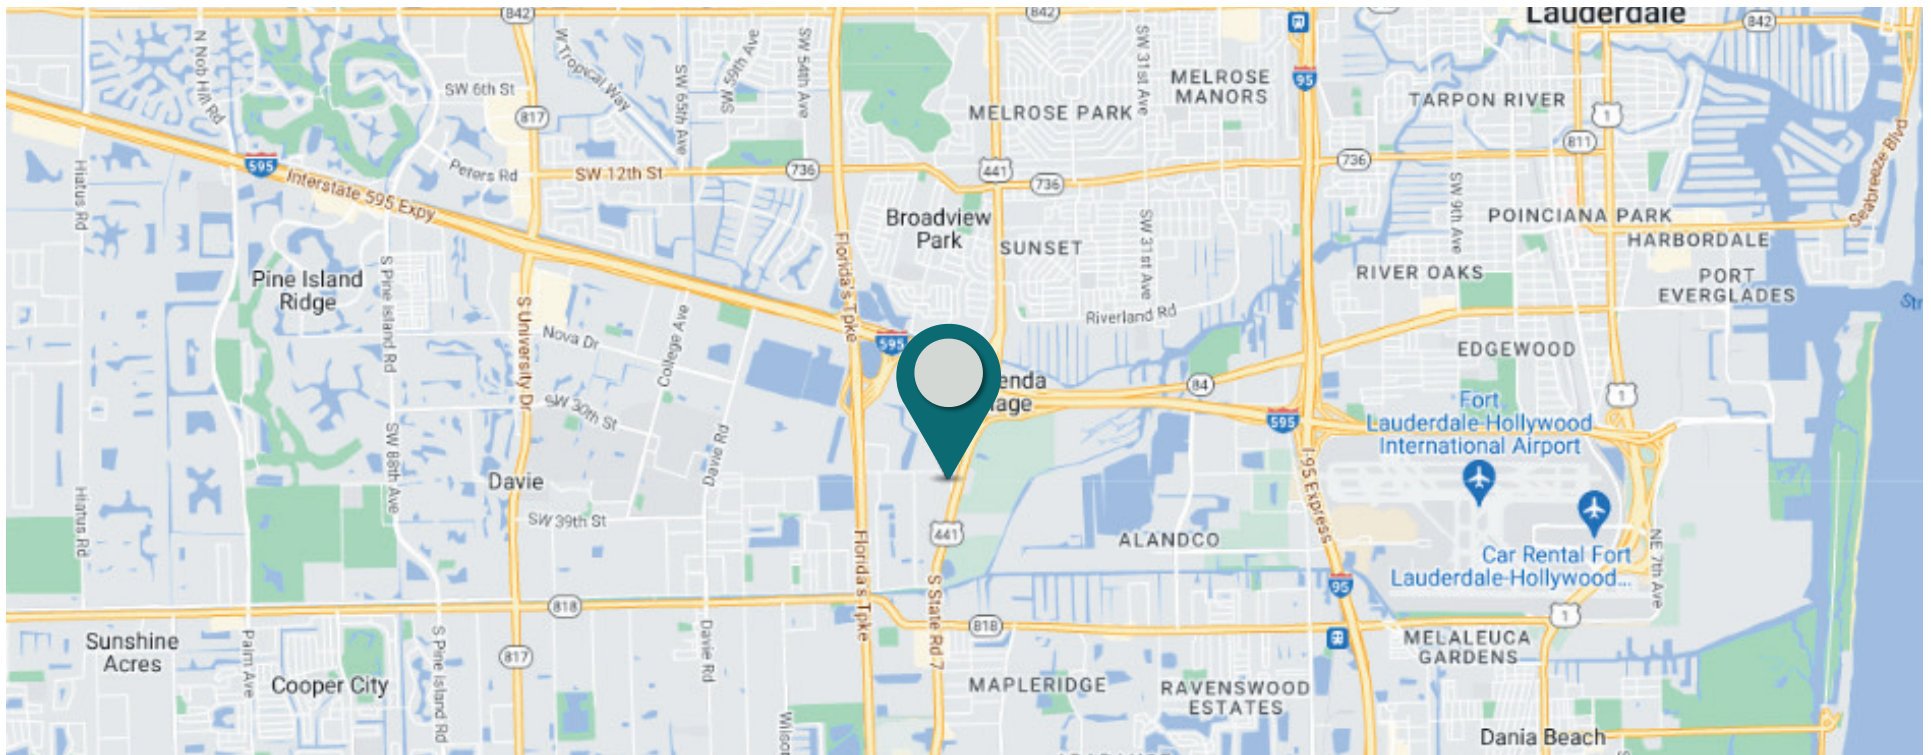 842
842
Lauderdale
842
N Nob Hill Rd
W Tropical Way
SW 65th Ave
SW 59th Ave
SW 54th Ave
SW 31st Ave
95
MELROSE
MANORS
SW 6th St
817
MELROSE PARK
TARPON RIVER
1
811
Seabreeze Blvd
595
Interstate 595 Expy
Hiatus Rd
Peters Rd
SW 12th St
736
441
736
736
SW 9th Ave
Broadview
Park
SUNSET
SW 31st Ave
POINCIANA PARK
HARBORDALE
Florida's Tpke
Pine Island
Ridge
S Pine Island Rd
S University Dr
RIVER OAKS
PORT
EVERGLADES
Riverland Rd
Nova Dr
College Ave
595
EDGEWOOD
enda
lage
84
1
SW 30th St
595
Fort
Lauderdale-Hollywood
International Airport
SW 88th Ave
Davie Rd
I-95 Express
Davie
Hiatus Rd
SW 39th St
441
ALANDCO
Florida's Tpke
Car Rental Fort
Lauderdale-Hollywood...
NE 7th Ave
95
818
S State Rd 7
818
1
Sunshine
Acres
Palm Ave
S Pine Island Rd
817
Davie Rd
MELALEUCA
GARDENS
Cooper City
MAPLERIDGE
RAVENSWOOD
ESTATES
Dania Beach